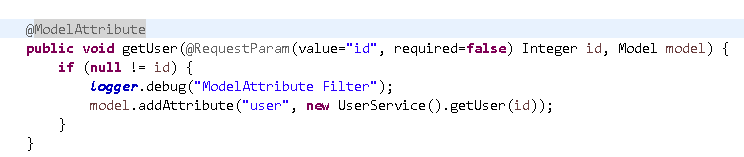 @ModelAttribute
public void getUser(@RequestParam(value="id", required=false) Integer id, Model model) {
if (null != id) {
logger.debug("ModelAttribute Filter");
model.addAttribute("user", new UserService().getUser(id));
}
}